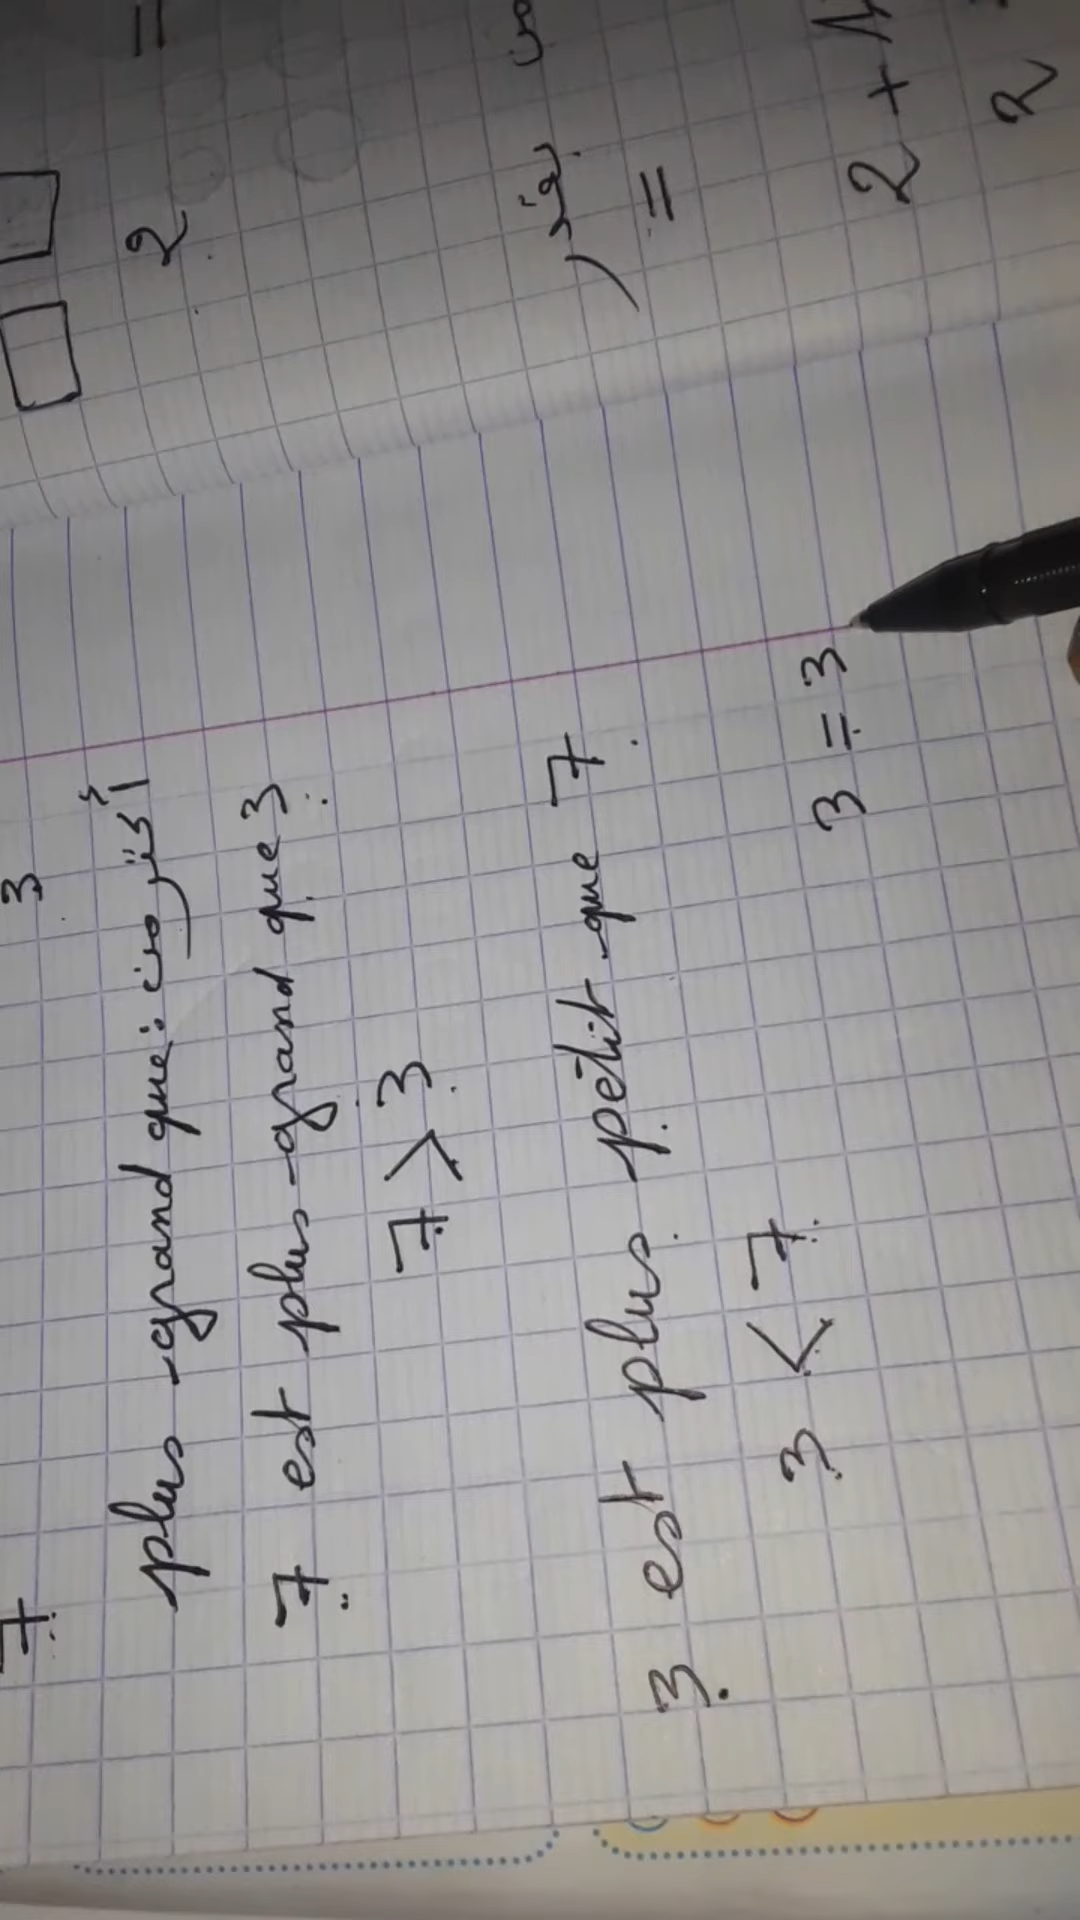 7 3
plus grand que : أكبر من
7 est plus grand que 3
7 > 3
3 est plus petit que 7
3 < 7
3 = 3
2 =
=
2 + 1
2